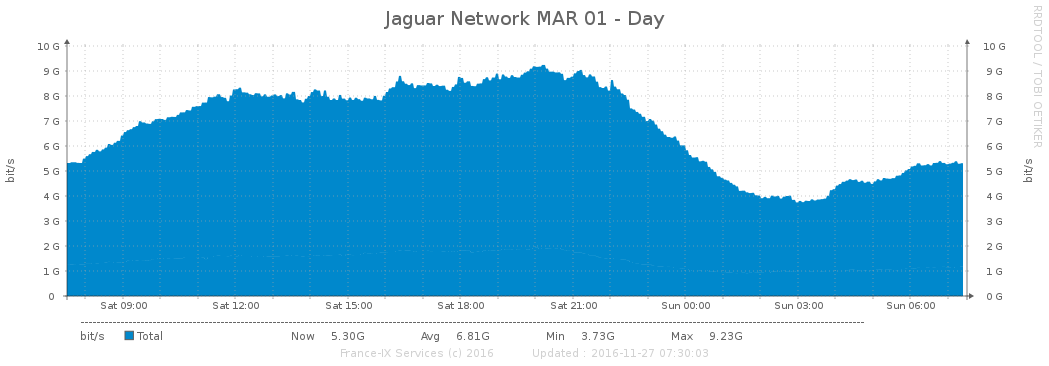 Jaguar Network MAR 01 - Day
RRDTOOL / TOBI OETIKER
10 G 10 G
9 G 9 G
8 G 8 G
7 G 7 G
6 G 6 G
5 G 5 G
4 G 4 G
3 G 3 G
2 G 2 G
1 G 1 G
0 0 G
bit/s bit/s
Sat 09:00 Sat 12:00 Sat 15:00 Sat 18:00 Sat 21:00 Sun 00:00 Sun 03:00 Sun 06:00
bit/s Total Now 5.30G Avg 6.81G Min 3.73G Max 9.23G
France-IX Services (c) 2016 Updated : 2016-11-27 07:30:03